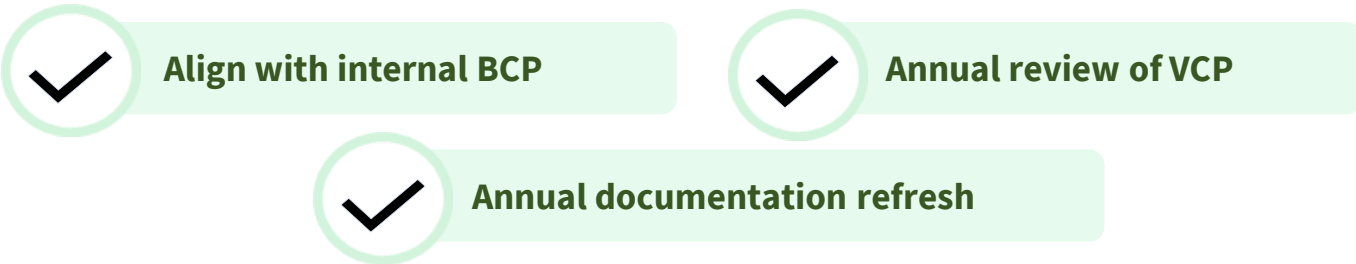 Align with internal BCP
Annual review of VCP
Annual documentation refresh